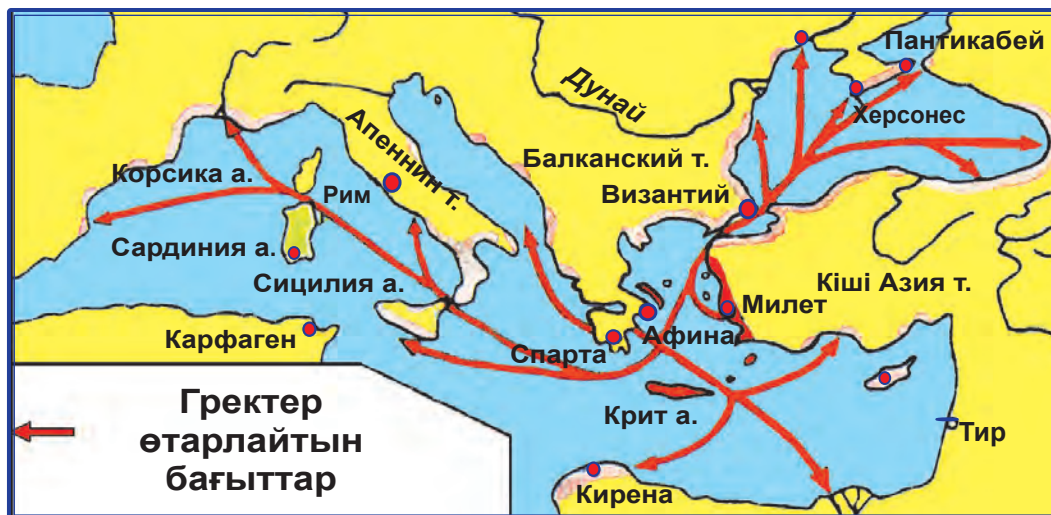 Пантикабей
Дунай
Херсонес
Апеннин т.
Балканский т.
Корсика а.
Рим
Византий
Сардиния а.
Сицилия а.
Кіші Азия т.
Милет
Карфаген
Спарта
Афина
Крит а.
Тир
Кирена
Гректер
өтарлайтын
бағыттар